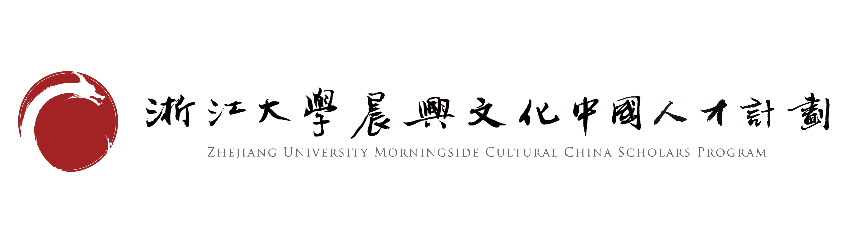 浙江大學晨興文化中國人才計劃
ZHEJIANG UNIVERSITY MORNINGSIDE CULTURAL CHINA SCHOLARS PROGRAM